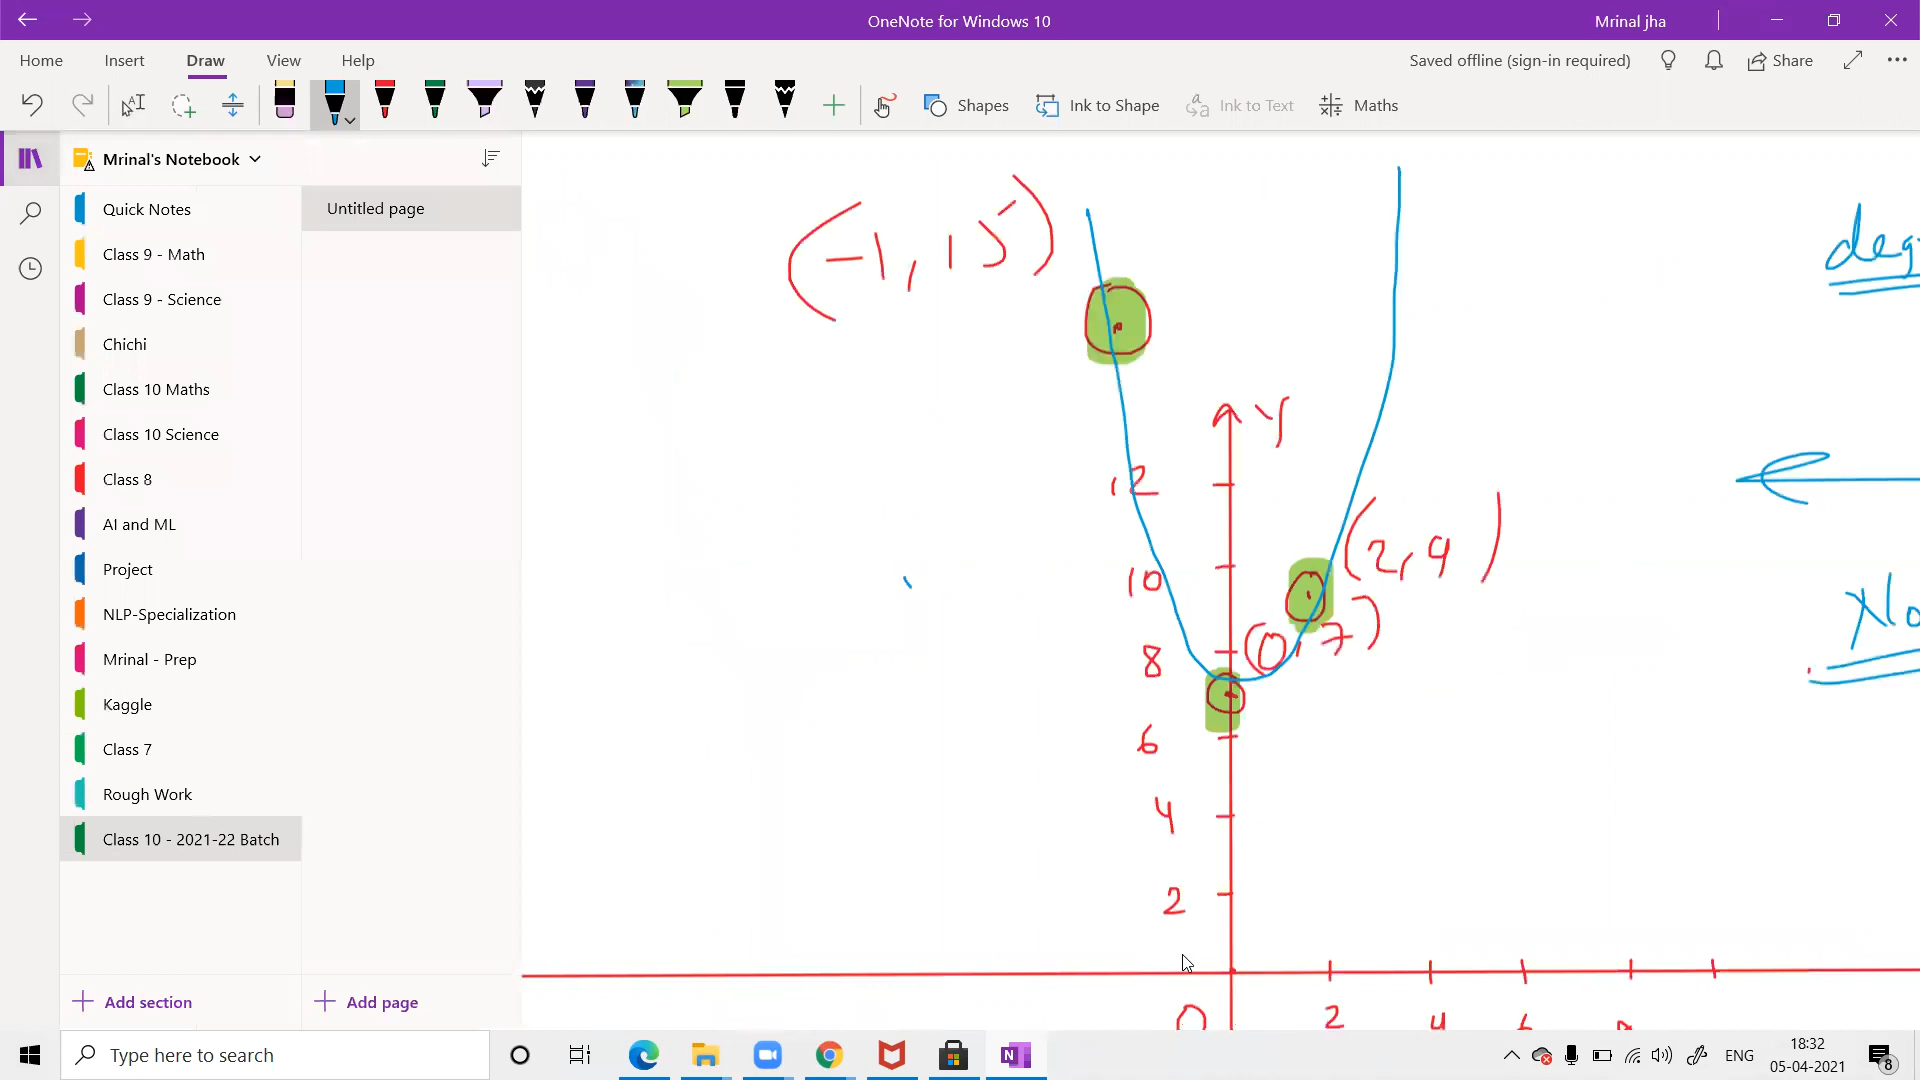 OneNote for Windows 10
Mrinal jha
Home Insert Draw View Help
Saved offline (sign-in required)
Share
Shapes
Ink to Shape
Ink to Text
Maths
Mrinal's Notebook
Quick Notes
Class 9 - Math
Class 9 - Science
Chichi
Class 10 Maths
Class 10 Science
Class 8
AI and ML
Project
NLP-Specialization
Mrinal - Prep
Kaggle
Class 7
Rough Work
Class 10 - 2021-22 Batch
Add section
Untitled page
Add page
(-1, 15)
deg
Y
12
(2, 9)
10
(0, 7)
8
6
4
2
0 2 4
Type here to search
ENG
18:32
05-04-2021
8